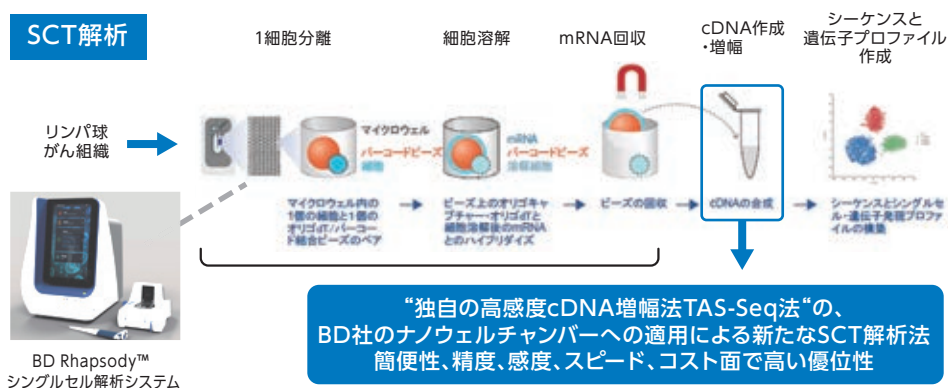 SCT解析
1細胞分離
細胞溶解
mRNA回収
cDNA作成
・増幅
シーケンスと
遺伝子プロファイル
作成
リンパ球
がん組織
マイクロウェル
バーコードビーズ
細胞
mRNA
バーコードビーズ
溶解細胞
マイクロウェル内の
1個の細胞と1個の
オリゴdT/バーコー
ド結合ビーズのペア
ビーズ上のオリゴキャ
プチャー・オリゴdTと
細胞溶解後のmRNA
とのハイブリダイズ
ビーズの回収
cDNAの合成
シーケンスとシングルセ
ル・遺伝子発現プロフ
ァイルの構築
“独自の高感度cDNA増幅法TAS-Seq法“の、
BD社のナノウェルチャンバーへの適用による新たなSCT解析法
簡便性、精度、感度、スピード、コスト面で高い優位性
BD Rhapsody™
シングルセル解析システム